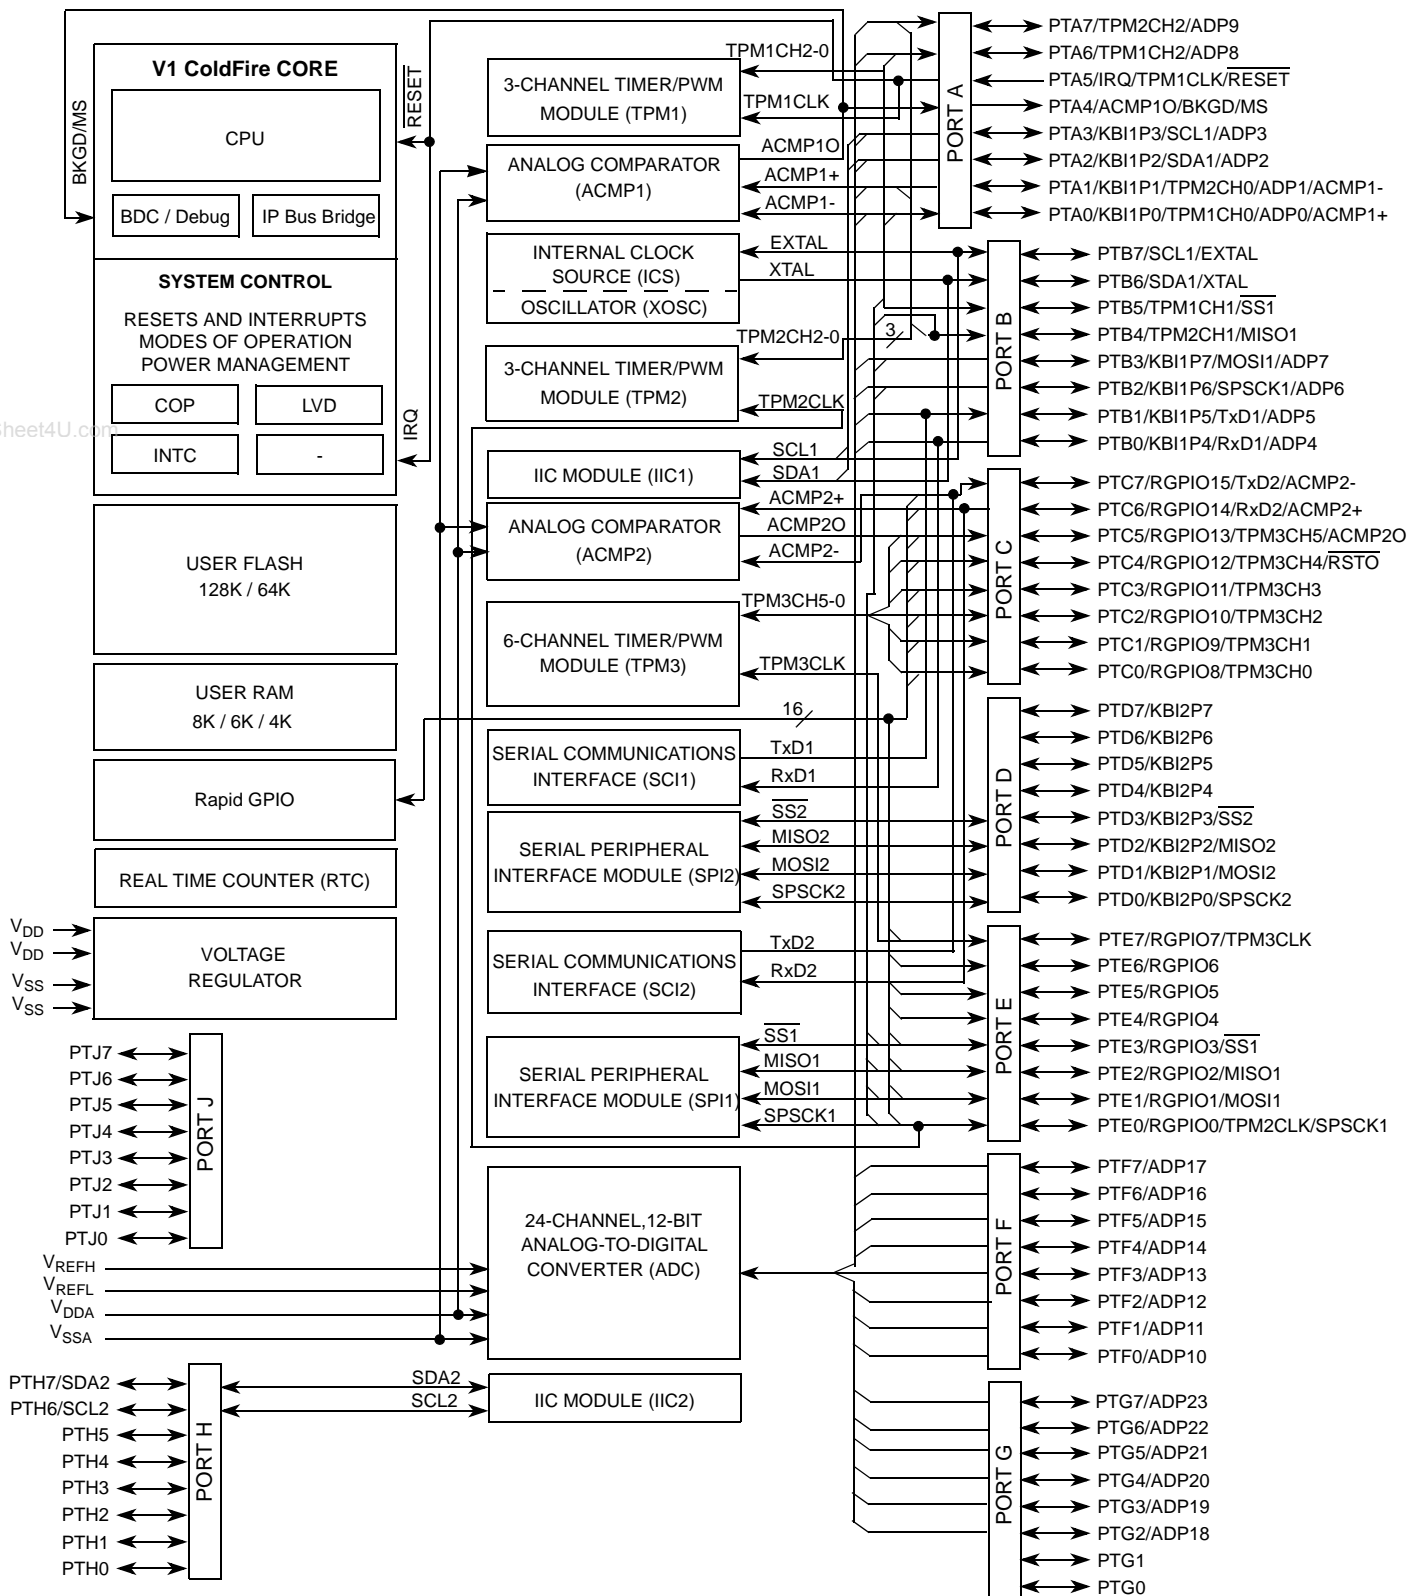 V1 ColdFire CORE
CPU
BDC / Debug
IP Bus Bridge
BKGD/MS
RESET
SYSTEM CONTROL
RESETS AND INTERRUPTS
MODES OF OPERATION
POWER MANAGEMENT
COP
LVD
INTC
-
IRQ
heet4U.com
USER FLASH
128K / 64K
USER RAM
8K / 6K / 4K
Rapid GPIO
REAL TIME COUNTER (RTC)
VDD
VDD
VSS
VSS
VOLTAGE
REGULATOR
PTJ7
PTJ6
PTJ5
PTJ4
PTJ3
PTJ2
PTJ1
PTJ0
PORT J
VREFH
VREFL
VDDA
VSSA
PTH7/SDA2
PTH6/SCL2
PTH5
PTH4
PTH3
PTH2
PTH1
PTH0
PORT H
3-CHANNEL TIMER/PWM
MODULE (TPM1)
TPM1CH2-0
TPM1CLK
ANALOG COMPARATOR
(ACMP1)
ACMP1O
ACMP1+
ACMP1-
INTERNAL CLOCK
SOURCE (ICS)
OSCILLATOR (XOSC)
EXTAL
XTAL
3-CHANNEL TIMER/PWM
MODULE (TPM2)
TPM2CH2-0
3
TPM2CLK
IIC MODULE (IIC1)
SCL1
SDA1
ANALOG COMPARATOR
(ACMP2)
ACMP2+
ACMP2O
ACMP2-
6-CHANNEL TIMER/PWM
MODULE (TPM3)
TPM3CH5-0
TPM3CLK
16
SERIAL COMMUNICATIONS
INTERFACE (SCI1)
TxD1
RxD1
SERIAL PERIPHERAL
INTERFACE MODULE (SPI2)
SS2
MISO2
MOSI2
SPSCK2
SERIAL COMMUNICATIONS
INTERFACE (SCI2)
TxD2
RxD2
SERIAL PERIPHERAL
INTERFACE MODULE (SPI1)
SS1
MISO1
MOSI1
SPSCK1
24-CHANNEL,12-BIT
ANALOG-TO-DIGITAL
CONVERTER (ADC)
IIC MODULE (IIC2)
SDA2
SCL2
PORT A
PTA7/TPM2CH2/ADP9
PTA6/TPM1CH2/ADP8
PTA5/IRQ/TPM1CLK/RESET
PTA4/ACMP1O/BKGD/MS
PTA3/KBI1P3/SCL1/ADP3
PTA2/KBI1P2/SDA1/ADP2
PTA1/KBI1P1/TPM2CH0/ADP1/ACMP1-
PTA0/KBI1P0/TPM1CH0/ADP0/ACMP1+
PORT B
PTB7/SCL1/EXTAL
PTB6/SDA1/XTAL
PTB5/TPM1CH1/SS1
PTB4/TPM2CH1/MISO1
PTB3/KBI1P7/MOSI1/ADP7
PTB2/KBI1P6/SPSCK1/ADP6
PTB1/KBI1P5/TxD1/ADP5
PTB0/KBI1P4/RxD1/ADP4
PORT C
PTC7/RGPIO15/TxD2/ACMP2-
PTC6/RGPIO14/RxD2/ACMP2+
PTC5/RGPIO13/TPM3CH5/ACMP2O
PTC4/RGPIO12/TPM3CH4/RSTO
PTC3/RGPIO11/TPM3CH3
PTC2/RGPIO10/TPM3CH2
PTC1/RGPIO9/TPM3CH1
PTC0/RGPIO8/TPM3CH0
PORT D
PTD7/KBI2P7
PTD6/KBI2P6
PTD5/KBI2P5
PTD4/KBI2P4
PTD3/KBI2P3/SS2
PTD2/KBI2P2/MISO2
PTD1/KBI2P1/MOSI2
PTD0/KBI2P0/SPSCK2
PORT E
PTE7/RGPIO7/TPM3CLK
PTE6/RGPIO6
PTE5/RGPIO5
PTE4/RGPIO4
PTE3/RGPIO3/SS1
PTE2/RGPIO2/MISO1
PTE1/RGPIO1/MOSI1
PTE0/RGPIO0/TPM2CLK/SPSCK1
PORT F
PTF7/ADP17
PTF6/ADP16
PTF5/ADP15
PTF4/ADP14
PTF3/ADP13
PTF2/ADP12
PTF1/ADP11
PTF0/ADP10
PORT G
PTG7/ADP23
PTG6/ADP22
PTG5/ADP21
PTG4/ADP20
PTG3/ADP19
PTG2/ADP18
PTG1
PTG0